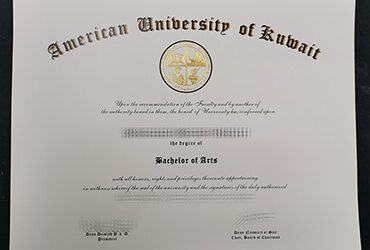 American University of Kuwait
Upon the recommendation of the Faculty and by another of
the authority board in them, the board of University has conferred upon
the degree of
Bachelor of Arts
with all honors, rights and privileges thereunto appertaining
in witness whereof the seal of the university and the signatures of the duly authorized
President
Chair, Board of Chairman